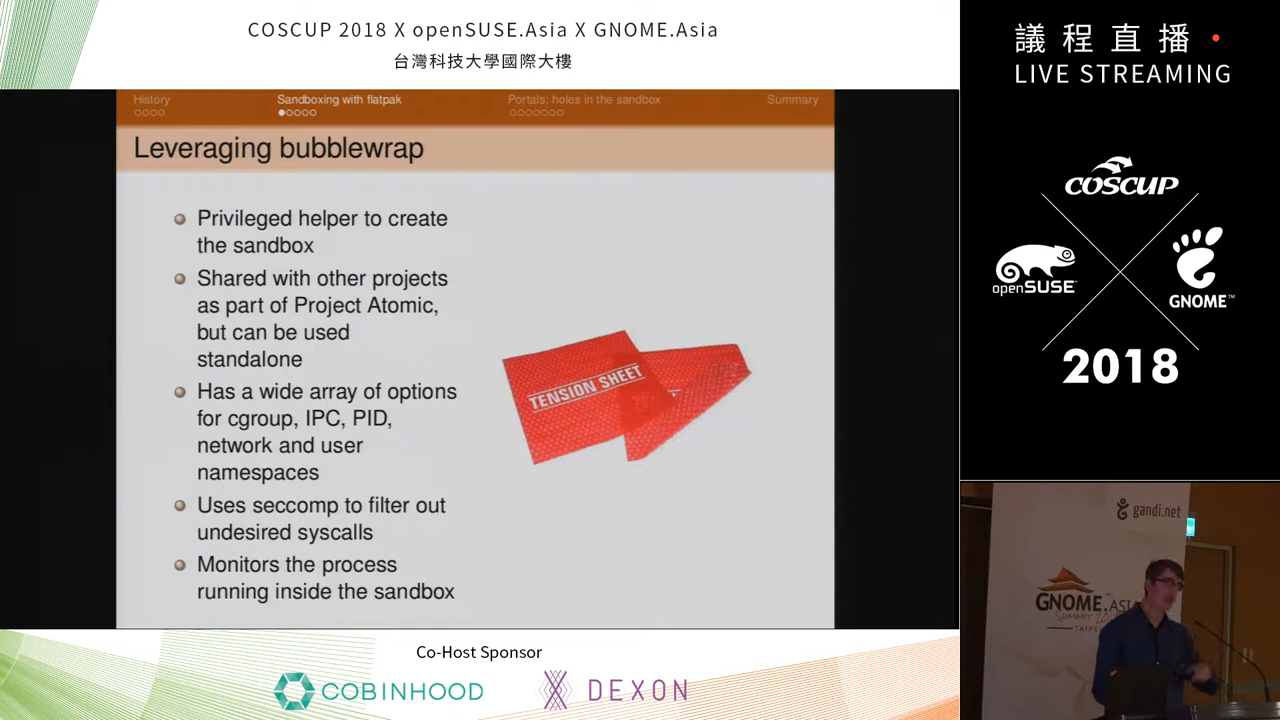 COSCUP 2018 X openSUSE.Asia X GNOME.Asia
台灣科技大學國際大樓
議程直播
LIVE STREAMING
History
Sandboxing with flatpak
Portals: holes in the sandbox
Summary
Leveraging bubblewrap
Privileged helper to create
the sandbox
Shared with other projects
as part of Project Atomic,
but can be used
standalone
Has a wide array of options
for cgroup, IPC, PID,
network and user
namespaces
Uses seccomp to filter out
undesired syscalls
Monitors the process
running inside the sandbox
TENSION SHEET
COSCUP
openSUSE
GNOME™
2018
gandi.net
GNOME.ASIA
SUMMIT
TAIPE
Co-Host Sponsor
COBINHOOD
DEXON